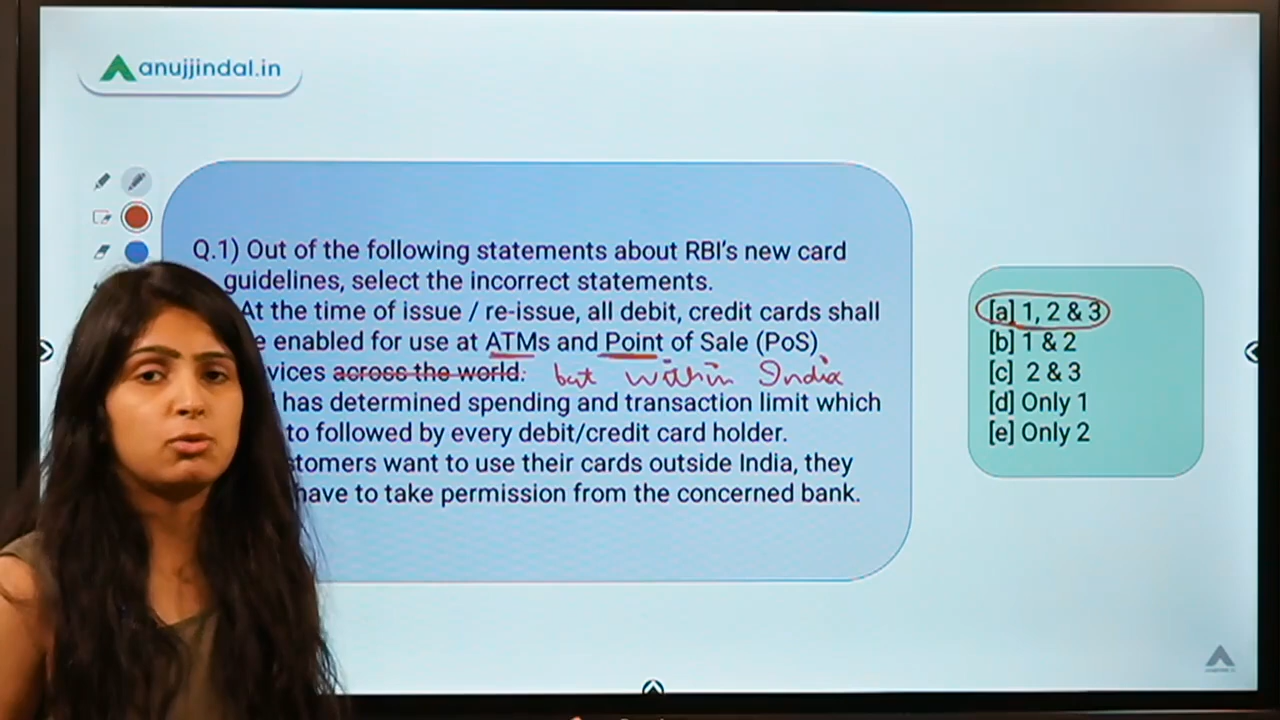 anujjindal.in
Q.1) Out of the following statements about RBI's new card
guidelines, select the incorrect statements.
At the time of issue / re-issue, all debit, credit cards shall
enabled for use at ATMs and Point of Sale (PoS)
across the world. but within India
has determined spending and transaction limit which
to followed by every debit/credit card holder.
want to use their cards outside India, they
have to take permission from the concerned bank.
[a] 1, 2 & 3
[b] 1 & 2
[c] 2 & 3
[d] Only 1
[e] Only 2